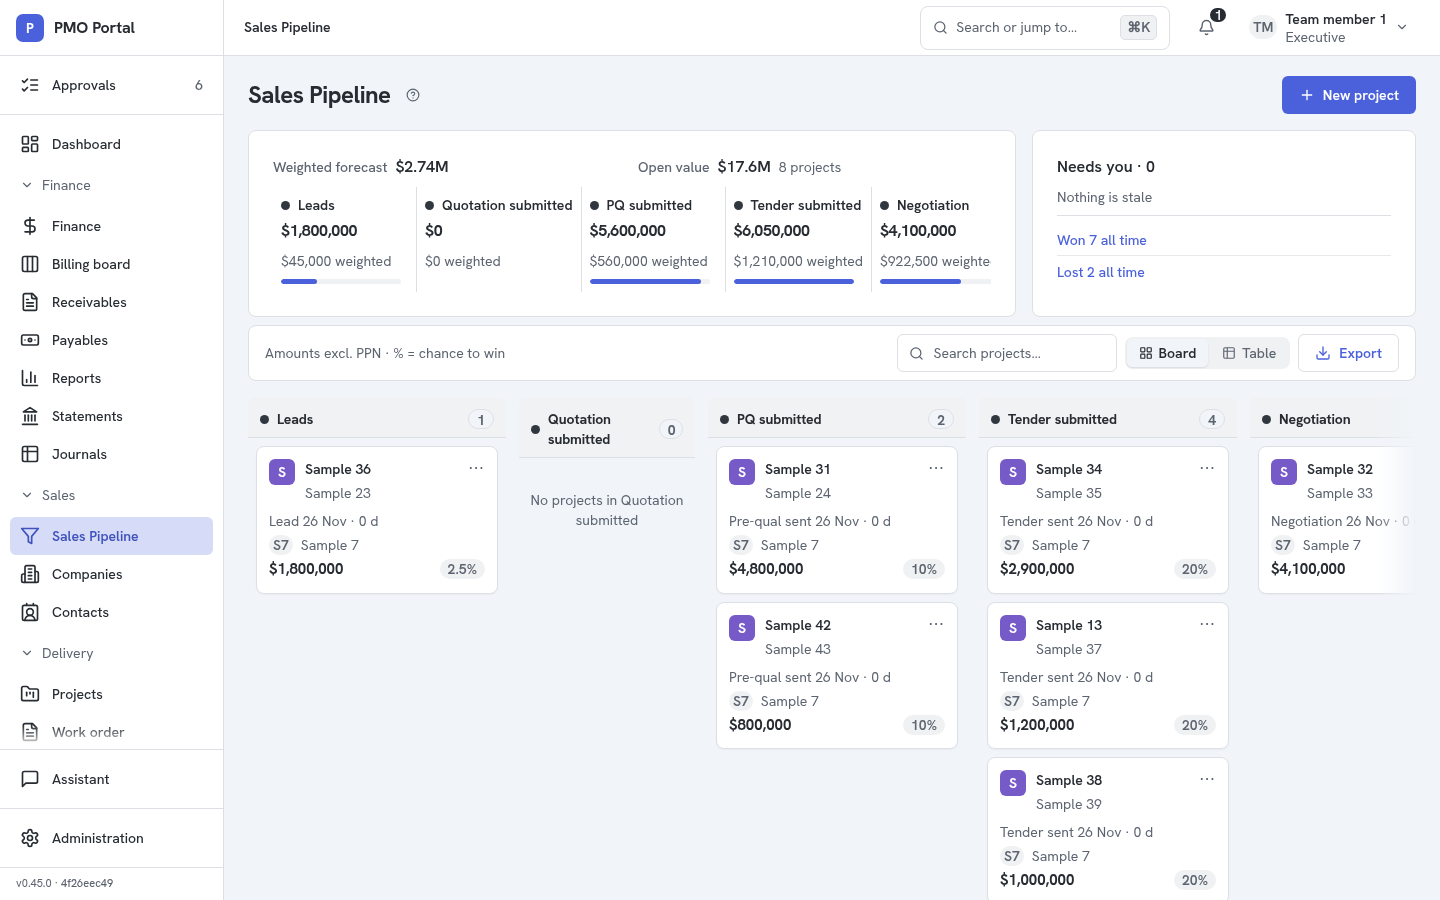 P PMO Portal
Sales Pipeline
Search or jump to... ⌘K
1
TM Team member 1
Executive
Approvals 6
Dashboard
Finance
Finance
Billing board
Receivables
Payables
Reports
Statements
Journals
Sales
Sales Pipeline
Companies
Contacts
Delivery
Projects
Work order
Assistant
Administration
v0.45.0 · 4f26eec49
Sales Pipeline
New project
Weighted forecast $2.74M
Open value $17.6M 8 projects
Leads
$1,800,000
$45,000 weighted
Quotation submitted
$0
$0 weighted
PQ submitted
$5,600,000
$560,000 weighted
Tender submitted
$6,050,000
$1,210,000 weighted
Negotiation
$4,100,000
$922,500 weighte
Needs you · 0
Nothing is stale
Won 7 all time
Lost 2 all time
Amounts excl. PPN · % = chance to win
Search projects...
Board
Table
Export
Leads 1
S Sample 36 ...
Sample 23
Lead 26 Nov · 0 d
S7 Sample 7
$1,800,000 2.5%
Quotation
submitted 0
No projects in Quotation
submitted
PQ submitted 2
S Sample 31 ...
Sample 24
Pre-qual sent 26 Nov · 0 d
S7 Sample 7
$4,800,000 10%
S Sample 42 ...
Sample 43
Pre-qual sent 26 Nov · 0 d
S7 Sample 7
$800,000 10%
Tender submitted 4
S Sample 34 ...
Sample 35
Tender sent 26 Nov · 0 d
S7 Sample 7
$2,900,000 20%
S Sample 13 ...
Sample 37
Tender sent 26 Nov · 0 d
S7 Sample 7
$1,200,000 20%
S Sample 38 ...
Sample 39
Tender sent 26 Nov · 0 d
S7 Sample 7
$1,000,000 20%
Negotiation
S Sample 32
Sample 33
Negotiation 26 Nov · 0
S7 Sample 7
$4,100,000